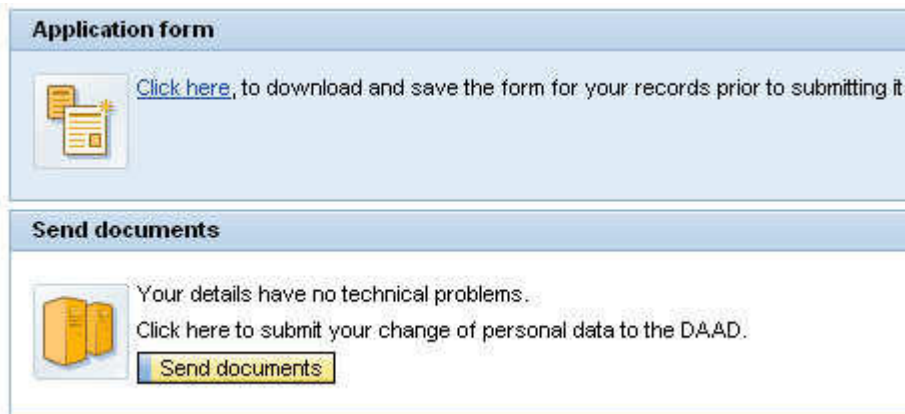 Application form
Click here, to download and save the form for your records prior to submitting it
Send documents
Your details have no technical problems.
Click here to submit your change of personal data to the DAAD.
Send documents